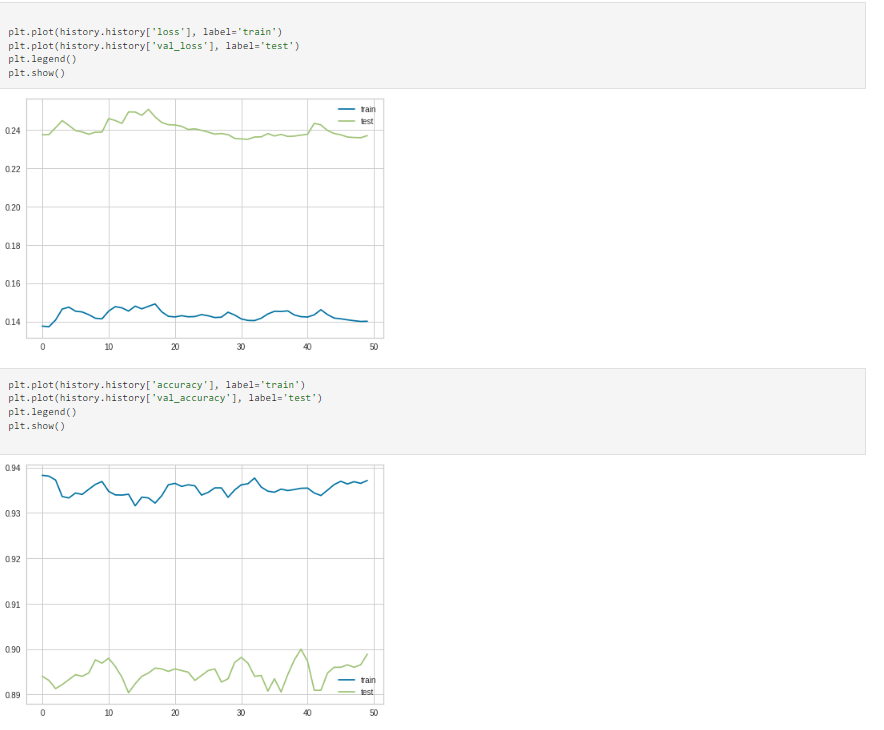 plt.plot(history.history['loss'], label='train')
plt.plot(history.history['val_loss'], label='test')
plt.legend()
plt.show()
train
test
0.24
0.22
0.20
0.18
0.16
0.14
0 10 20 30 40 50
plt.plot(history.history['accuracy'], label='train')
plt.plot(history.history['val_accuracy'], label='test')
plt.legend()
plt.show()
0.94
0.93
0.92
0.91
0.90
0.89
train
test
0 10 20 30 40 50